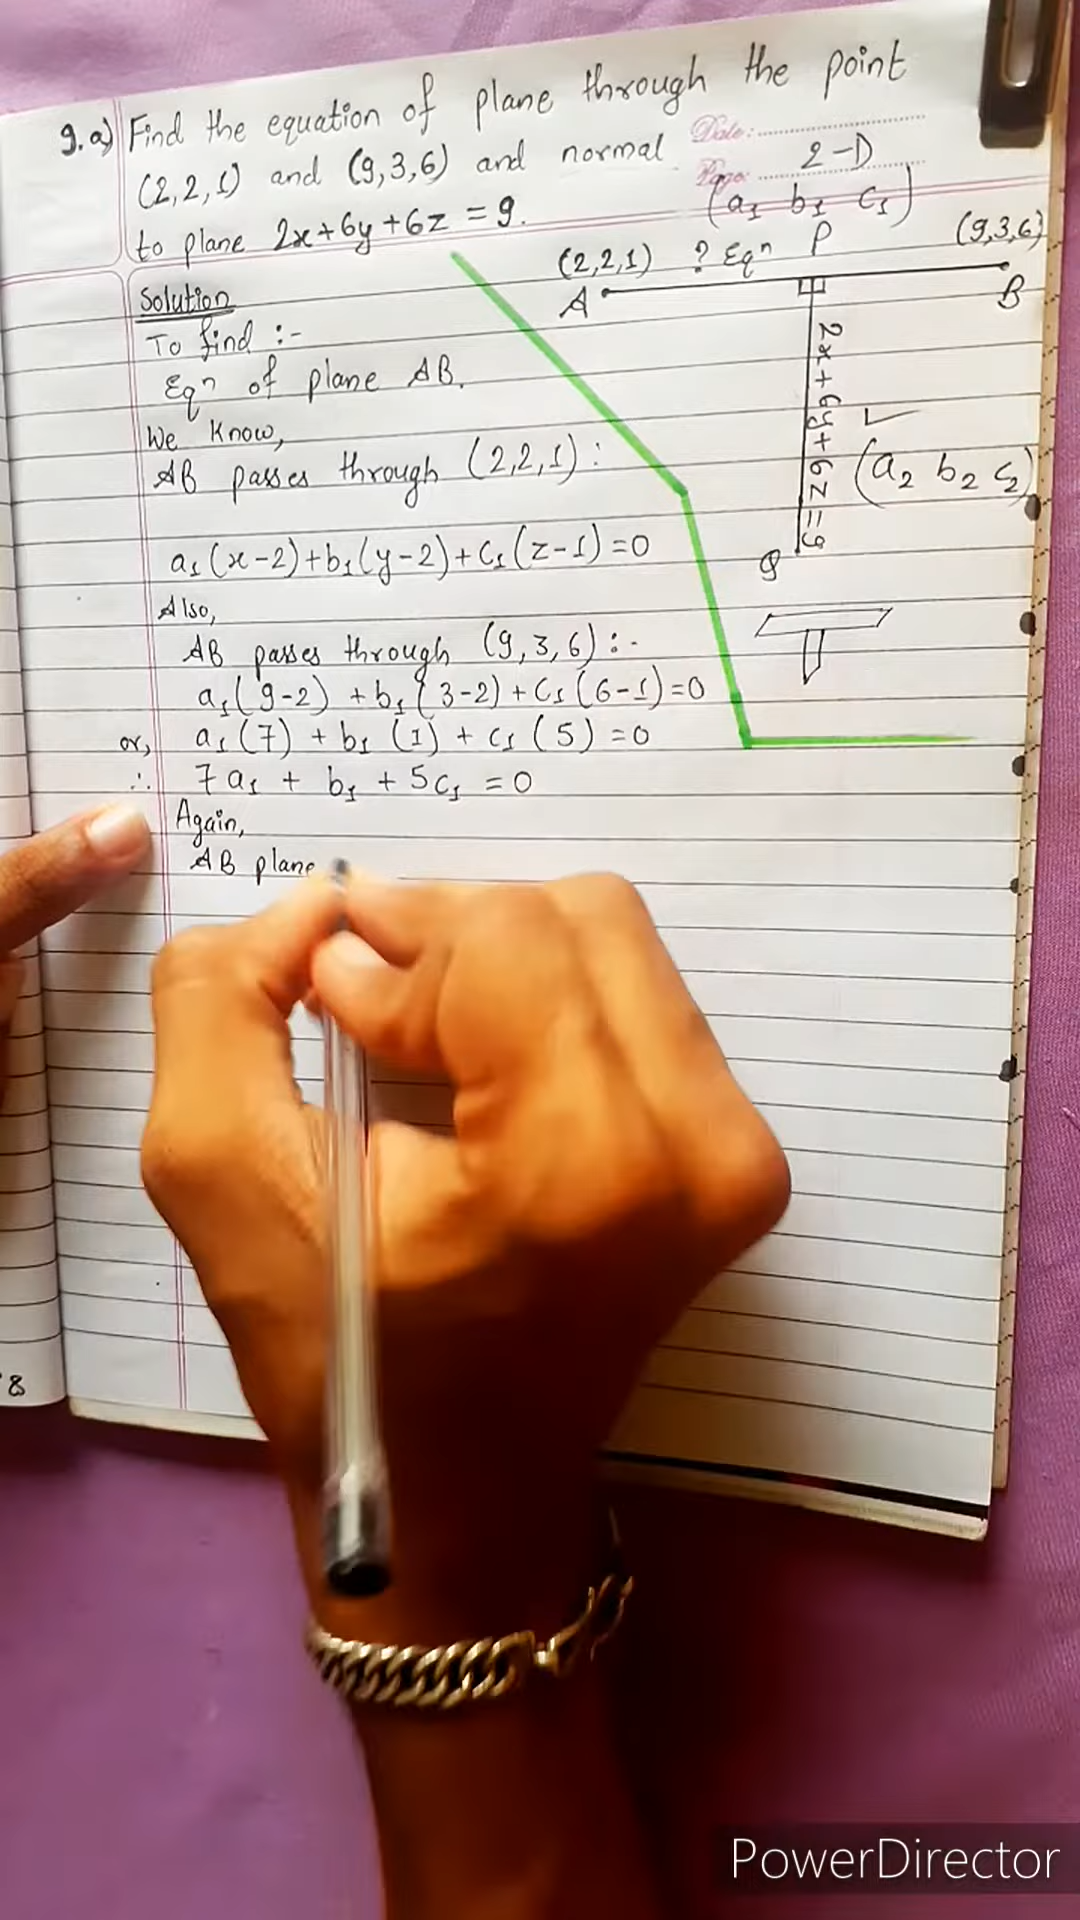 9.a) Find the equation of plane through the point
(2,2,1) and (9,3,6) and normal
to plane 2x+6y+6z = 9.
Date:
Page:
2-D
(a₁ b₁ c₁)
(2,2,1) ? Eqⁿ P (9,3,6)
A B
2x+6y+6z=9
(a₂ b₂ c₂)
Q
Solution
To find :-
Eqⁿ of plane AB.
We Know,
AB passes through (2,2,1) :
a₁(x-2)+b₁(y-2)+c₁(z-1)=0
Also,
AB passes through (9,3,6) :-
a₁(9-2) +b₁(3-2)+c₁(6-1)=0
or, a₁(7) + b₁ (1) + c₁ (5) =0
∴ 7a₁ + b₁ + 5c₁ =0
Again,
AB plane
8
PowerDirector